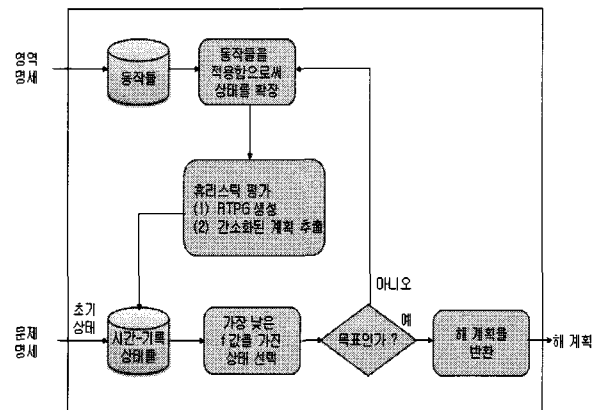 영역
명세
동작들
동작들을
적용함으로써
상태를 확장
휴리스틱 평가
(1) RTPG 생성
(2) 간소화된 계획 추출
아니오
초기
상태
문제
명세
시간-기록
상태들
가장 낮은
f 값을 가진
상태 선택
목표인가 ?
예
해 계획을
반환
해 계획